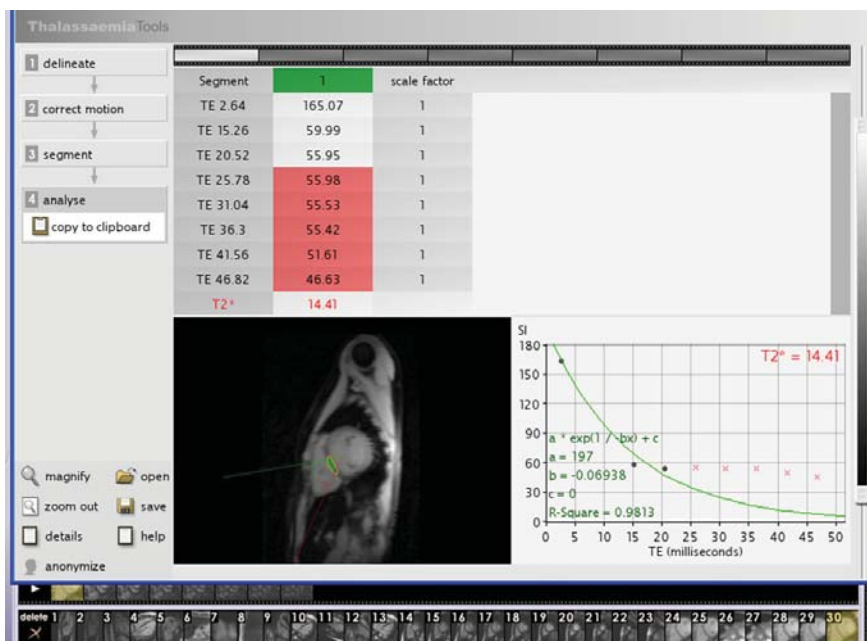 ThalassaemiaTools
1 delineate
2 correct motion
3 segment
4 analyse
copy to clipboard
Segment 1 scale factor
TE 2.64 165.07 1
TE 15.26 59.99 1
TE 20.52 55.95 1
TE 25.78 55.98 1
TE 31.04 55.53 1
TE 36.3 55.42 1
TE 41.56 51.61 1
TE 46.82 46.63 1
T2* 14.41
magnify open
zoom out save
details help
anonymize
SI
T2* = 14.41
180
150
120
90
60
30
0
a * exp(1 / -bx) + c
a = 197
b = -0.06938
c = 0
R-Square = 0.9813
0 5 10 15 20 25 30 35 40 45 50
TE (milliseconds)
delete 1 2 3 4 5 6 7 8 9 10 11 12 13 14 15 16 17 18 19 20 21 22 23 24 25 26 27 28 29 30